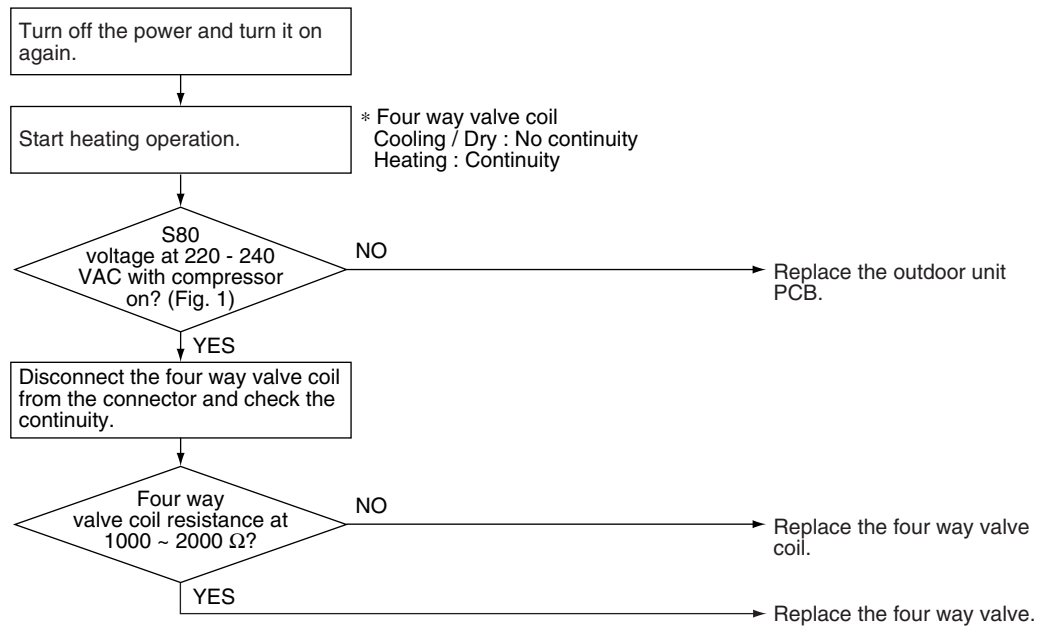 Turn off the power and turn it on
again.
Start heating operation.
* Four way valve coil
Cooling / Dry : No continuity
Heating : Continuity
S80
voltage at 220 - 240
VAC with compressor
on? (Fig. 1)
NO
Replace the outdoor unit
PCB.
YES
Disconnect the four way valve coil
from the connector and check the
continuity.
Four way
valve coil resistance at
1000 ~ 2000 Ω?
NO
Replace the four way valve
coil.
YES
Replace the four way valve.